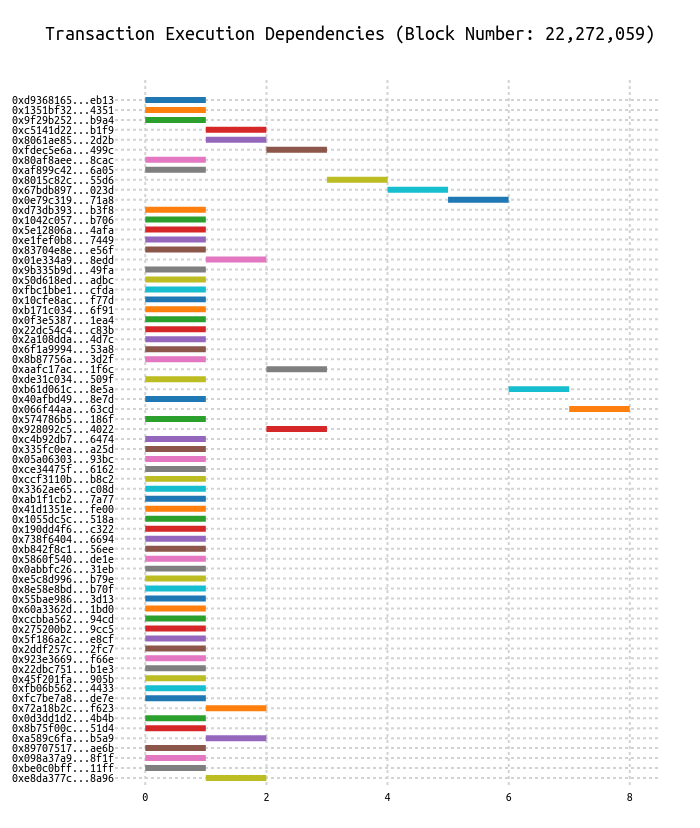 Transaction Execution Dependencies (Block Number: 22,272,059)
0xd9368165...eb13
0x1351bf32...4351
0x9f29b252...b9a4
0xc5141d22...b1f9
0x8061ae85...2d2b
0xfdec5e6a...499c
0x80af8aee...8cac
0xaf899c42...6a05
0x8015c82c...55d6
0x67bdb897...023d
0x0e79c319...71a8
0xd73db393...b3f8
0x1042c057...b706
0x5e12806a...4afa
0xe1fef0b8...7449
0x83704e8e...e56f
0x01e334a9...8edd
0x9b335b9d...49fa
0x50d618ed...adbc
0xfbc1bbe1...cfda
0x10cfe8ac...f77d
0xb171c034...6f91
0x0f3e5387...1ea4
0x22dc54c4...c83b
0x2a108dda...4d7c
0x6f1a9994...53a8
0x8b87756a...3d2f
0xaafc17ac...1f6c
0xde31c034...509f
0xb61d061c...8e5a
0x40afbd49...8e7d
0x066f44aa...63cd
0x574786b5...186f
0x928092c5...4022
0xc4b92db7...6474
0x335fc0ea...a25d
0x05a06303...93bc
0xce34475f...6162
0xccf3110b...b8c2
0x3362ae65...c08d
0xab1f1cb2...7a77
0x41d1351e...fe00
0x1055dc5c...518a
0x190dd4f6...c322
0x738f6404...6694
0xb842f8c1...56ee
0x5860f540...de1e
0x0abbfc26...31eb
0xe5c8d996...b79e
0x8e58e8bd...b70f
0x55bae986...3d13
0x60a3362d...1bd0
0xccbba562...94cd
0x275200b2...9cc5
0x5f186a2c...e8cf
0x2ddf257c...2fc7
0x923e3669...f66e
0x22dbc751...b1e3
0x45f201fa...905b
0xfb06b562...4433
0xfc7be7a8...de7e
0x72a18b2c...f623
0x0d3dd1d2...4b4b
0x8b75f00c...51d4
0xa589c6fa...b5a9
0x89707517...ae6b
0x098a37a9...8f1f
0xbe0c0bff...11ff
0xe8da377c...8a96
0 2 4 6 8